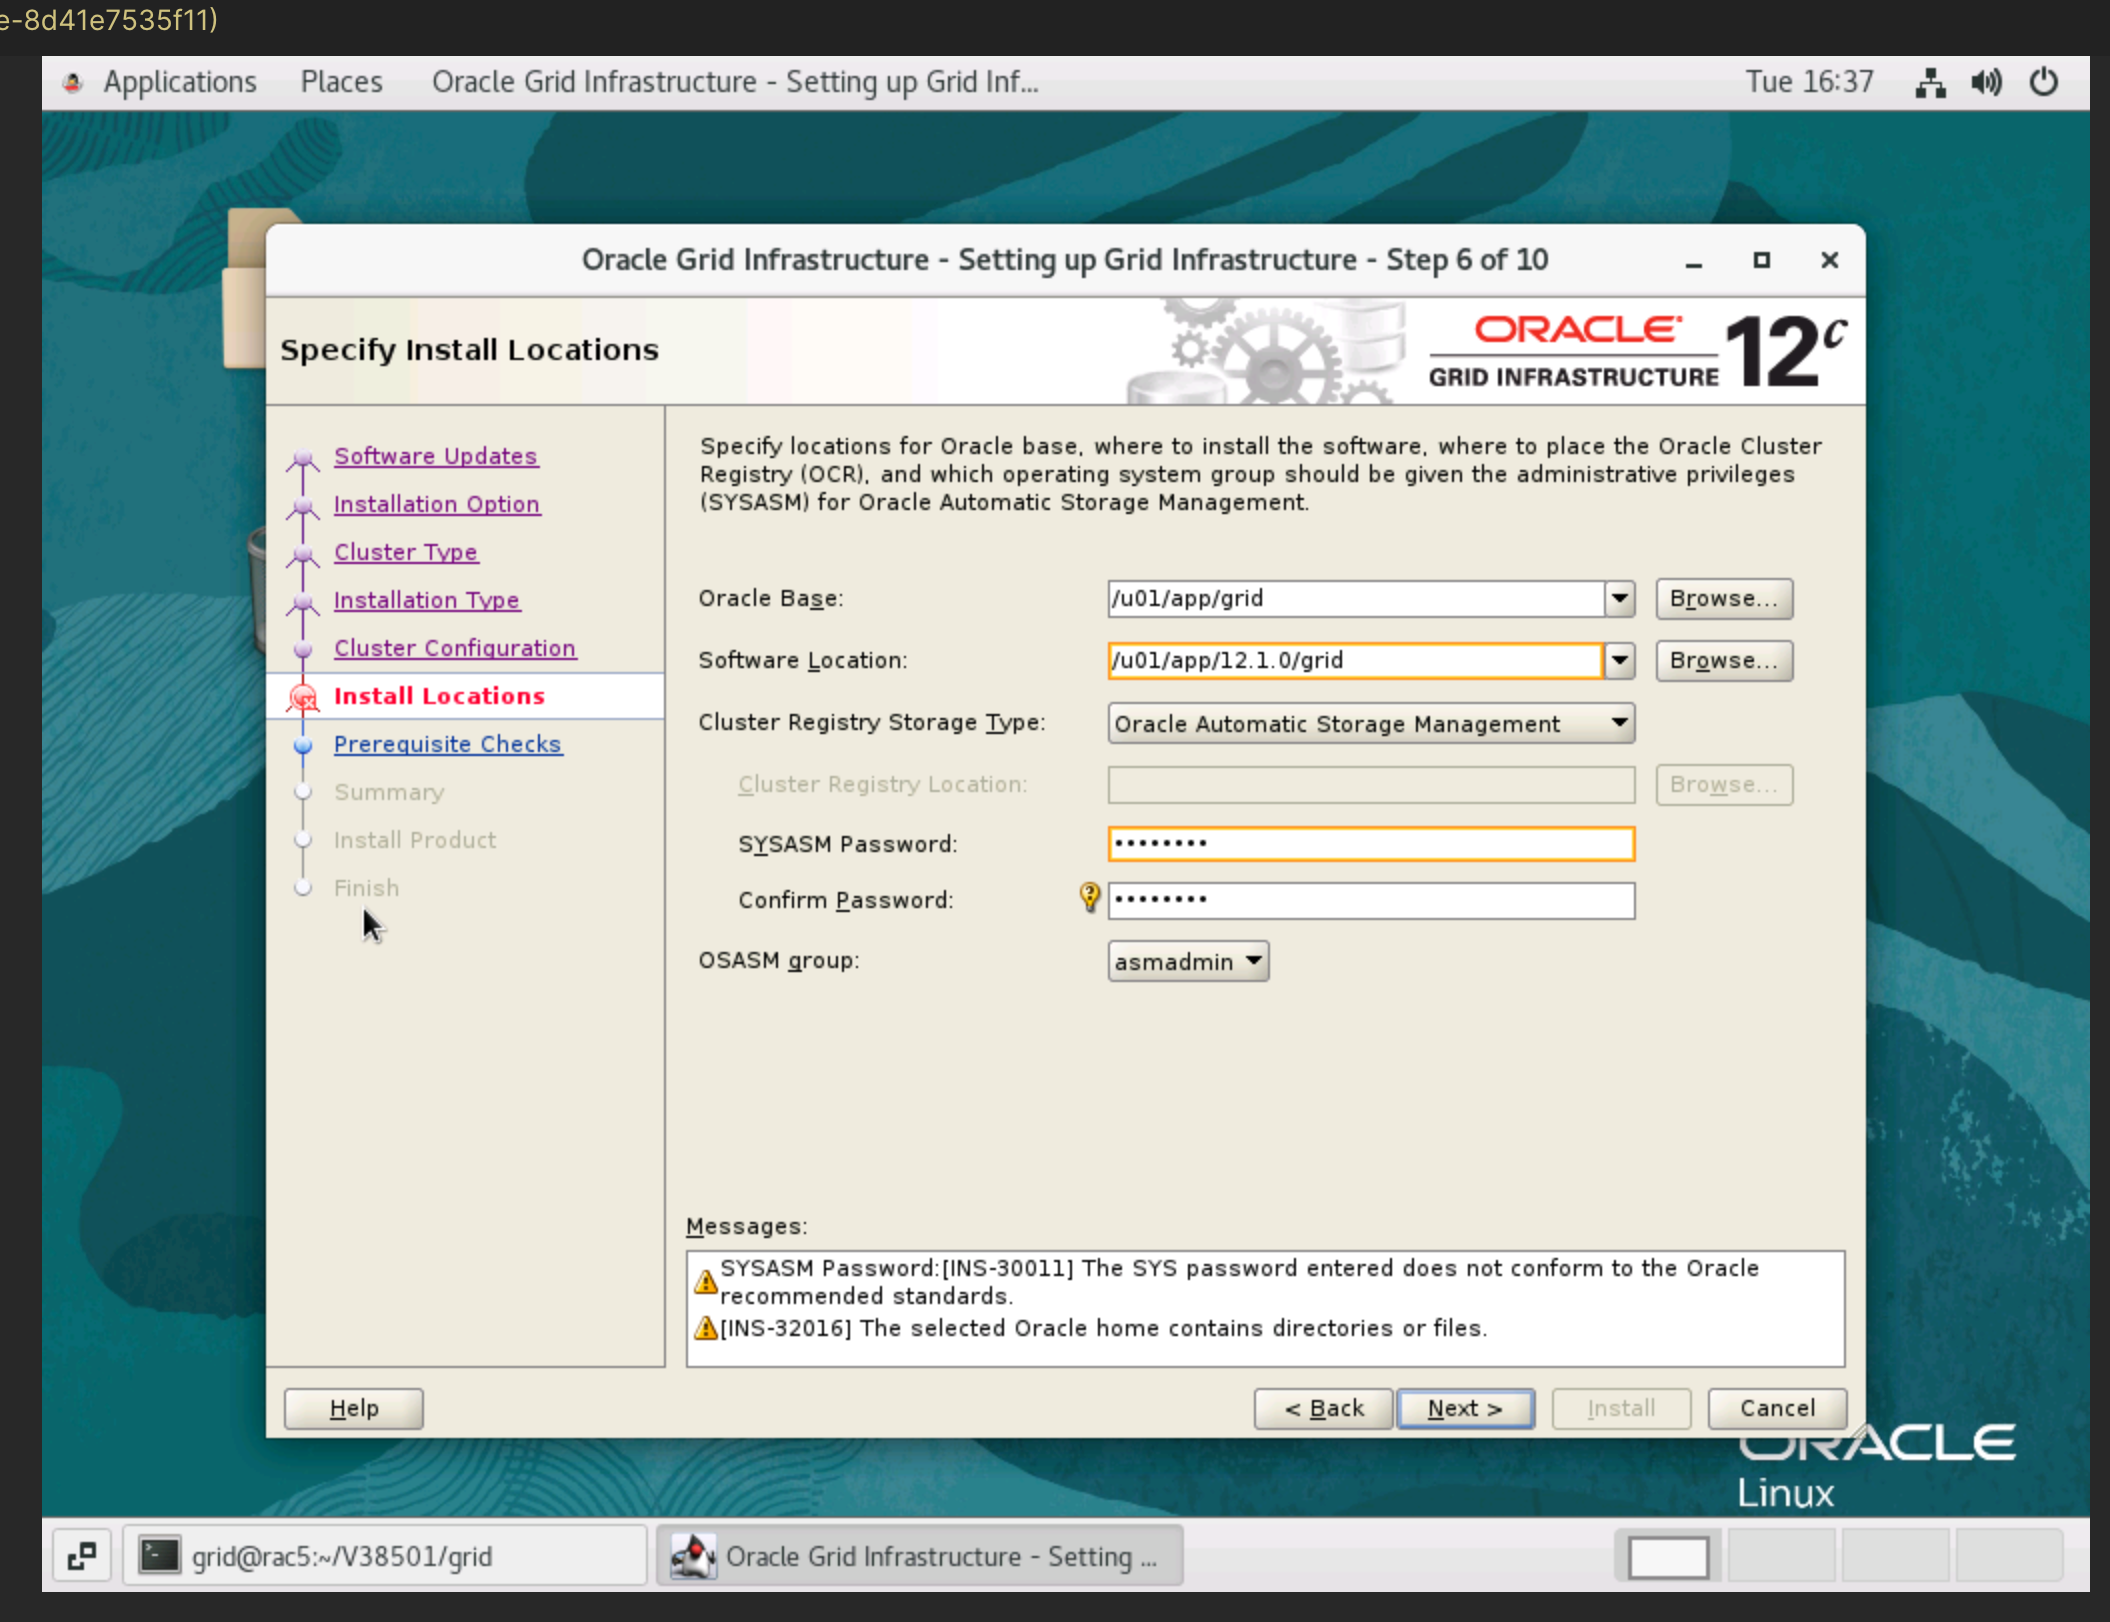 e-8d41e7535f11)
Applications Places Oracle Grid Infrastructure - Setting up Grid Inf... Tue 16:37
Oracle Grid Infrastructure - Setting up Grid Infrastructure - Step 6 of 10
Specify Install Locations
ORACLE
GRID INFRASTRUCTURE 12c
Software Updates
Installation Option
Cluster Type
Installation Type
Cluster Configuration
Install Locations
Prerequisite Checks
Summary
Install Product
Finish
Specify locations for Oracle base, where to install the software, where to place the Oracle Cluster
Registry (OCR), and which operating system group should be given the administrative privileges
(SYSASM) for Oracle Automatic Storage Management.
Oracle Base: /u01/app/grid Browse...
Software Location: /u01/app/12.1.0/grid Browse...
Cluster Registry Storage Type: Oracle Automatic Storage Management
Cluster Registry Location: Browse...
SYSASM Password: ••••••••
Confirm Password: ••••••••
OSASM group: asmadmin
Messages:
SYSASM Password:[INS-30011] The SYS password entered does not conform to the Oracle
recommended standards.
[INS-32016] The selected Oracle home contains directories or files.
Help < Back Next > Install Cancel
ORACLE
Linux
grid@rac5:~/V38501/grid Oracle Grid Infrastructure - Setting ...